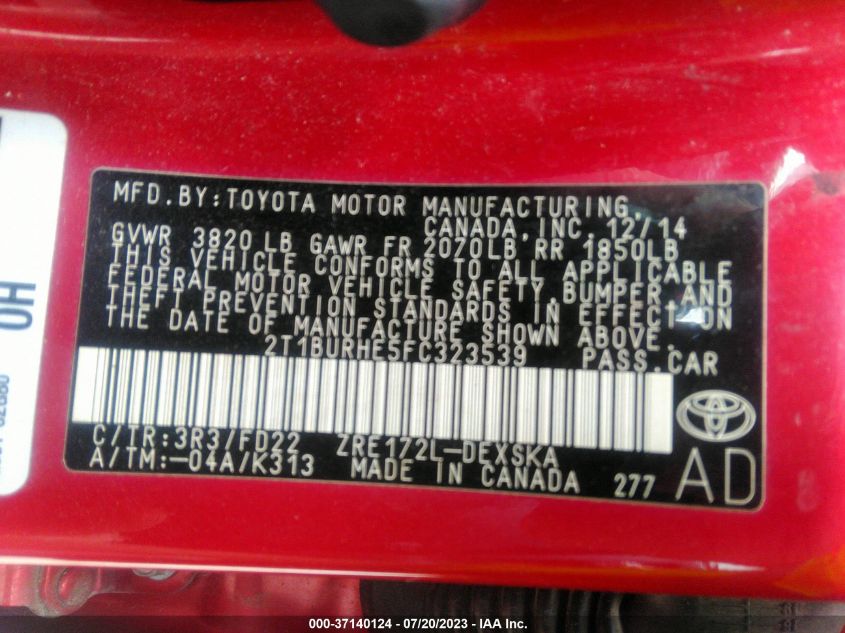 MFD.BY:TOYOTA MOTOR MANUFACTURING,
CANADA,INC. 12/14
GVWR 3820 LB GAWR FR 2070LB RR 1850LB
THIS VEHICLE CONFORMS TO ALL APPLICABLE
FEDERAL MOTOR VEHICLE SAFETY,BUMPER AND
THEFT PREVENTION STANDARDS IN EFFECT ON
THE DATE OF MANUFACTURE SHOWN ABOVE.
2T1BURHE5FC323539 PASS.CAR
C/TR:3R3/FD22 ZRE172L-DEXSKA
A/TM:-04A/K313 MADE IN CANADA 277 AD
HO
000-37140124 / 07/20/2023 - IAA Inc.